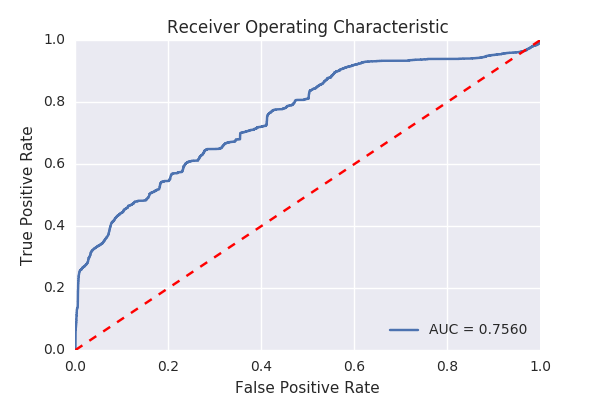 Receiver Operating Characteristic
1.0
0.8
0.6
0.4
0.2
0.0
True Positive Rate
AUC = 0.7560
0.0 0.2 0.4 0.6 0.8 1.0
False Positive Rate